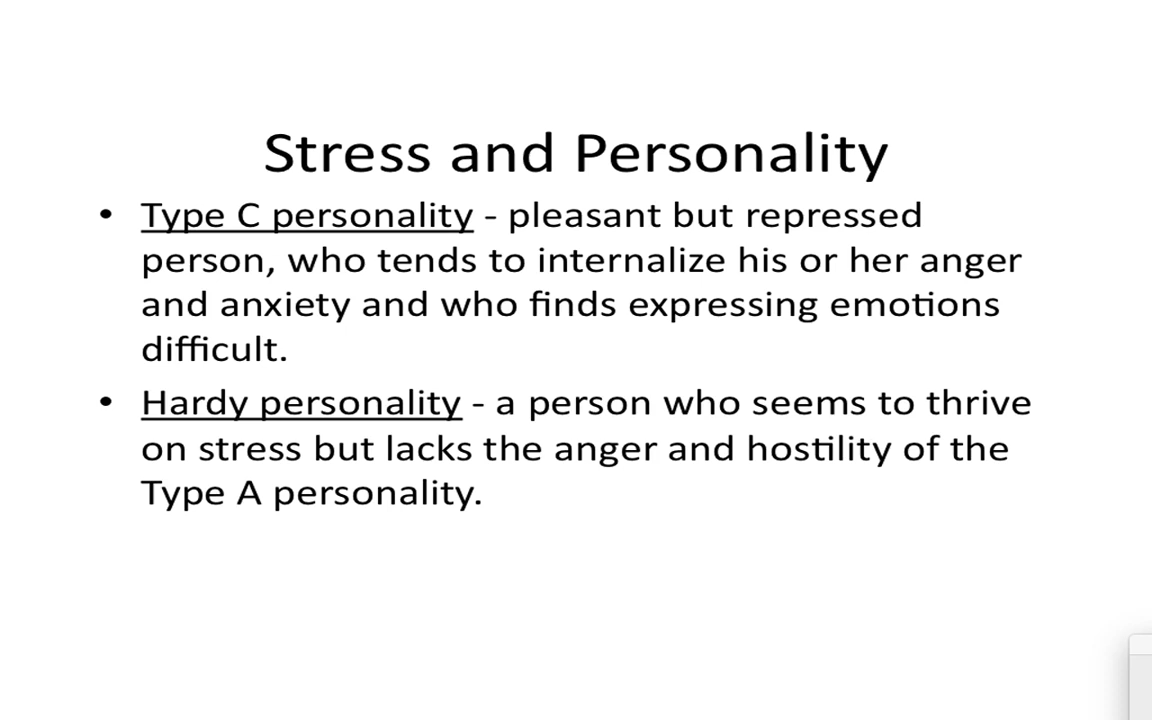 Stress and Personality
• Type C personality - pleasant but repressed
person, who tends to internalize his or her anger
and anxiety and who finds expressing emotions
difficult.
• Hardy personality - a person who seems to thrive
on stress but lacks the anger and hostility of the
Type A personality.